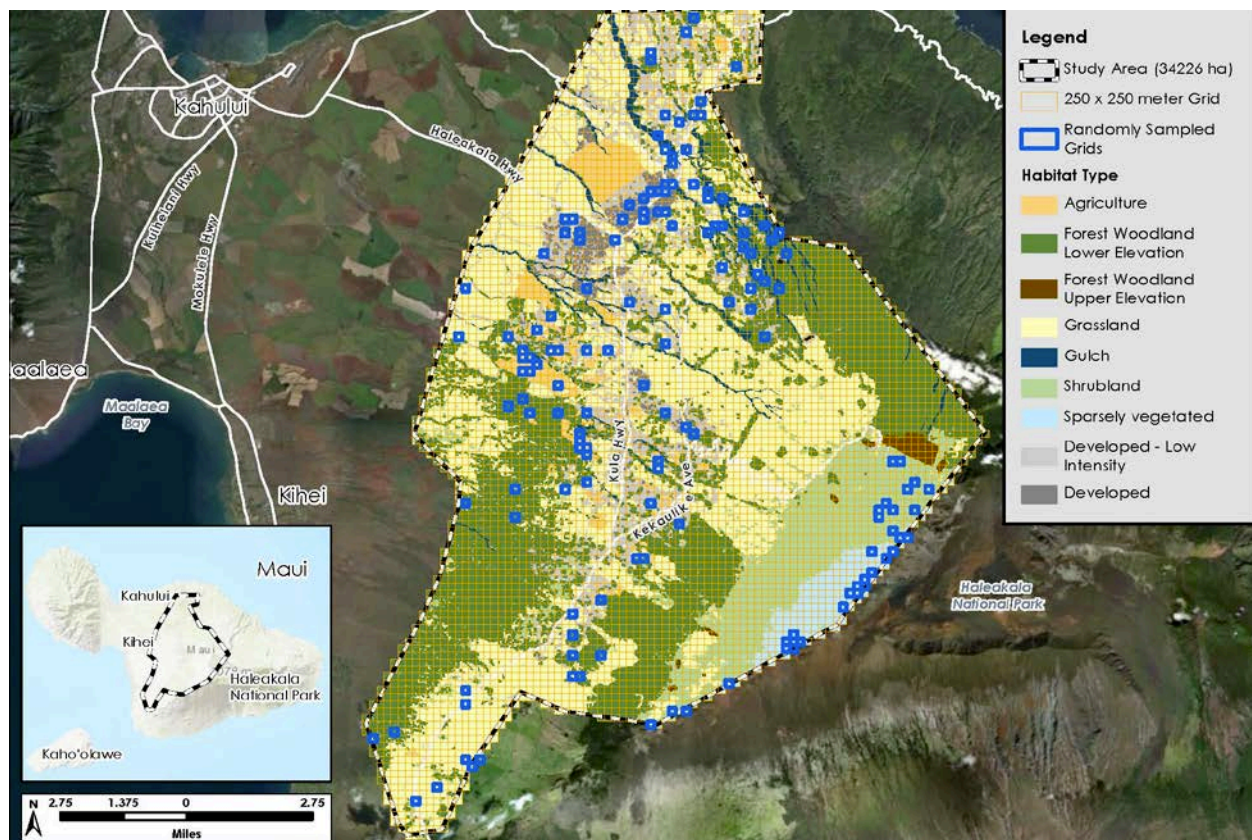 Kahului
Haleakala Hwy
Kuihelani Hwy
Mokulele Hwy
Maalaea
Maalaea
Bay
Kihei
Kula Hwy
Kekaulike Ave
Haleakala
National Park
Legend
Study Area (34226 ha)
250 x 250 meter Grid
Randomly Sampled
Grids
Habitat Type
Agriculture
Forest Woodland
Lower Elevation
Forest Woodland
Upper Elevation
Grassland
Gulch
Shrubland
Sparsely vegetated
Developed - Low
Intensity
Developed
Maui
Kahului
Kihei
Maui
Haleakala
National Park
Kaho'olawe
N
2.75 1.375 0 2.75
Miles